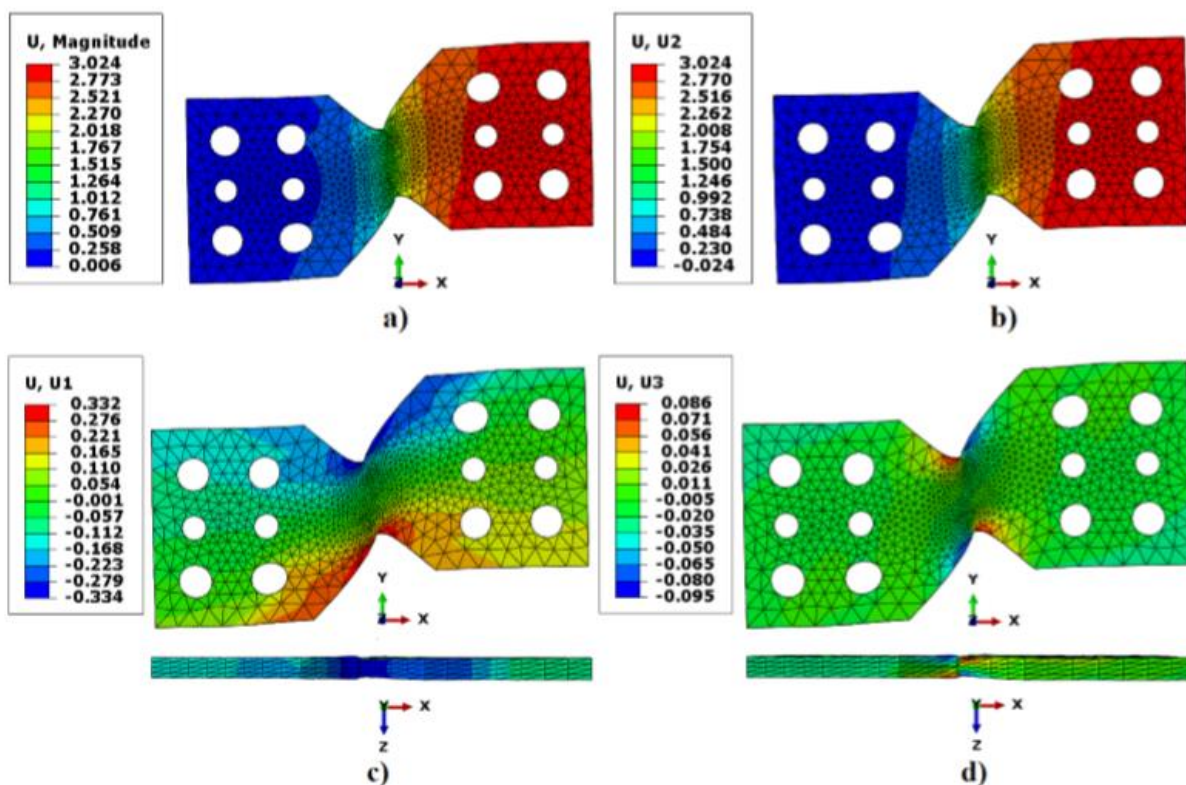 U, Magnitude
3.024
2.773
2.521
2.270
2.018
1.767
1.515
1.264
1.012
0.761
0.509
0.258
0.006
Y
Z X
a)
U, U2
3.024
2.770
2.516
2.262
2.008
1.754
1.500
1.246
0.992
0.738
0.484
0.230
-0.024
Y
Z X
b)
U, U1
0.332
0.276
0.221
0.165
0.110
0.054
-0.001
-0.057
-0.112
-0.168
-0.223
-0.279
-0.334
Y
Z X
Y X
Z
c)
U, U3
0.086
0.071
0.056
0.041
0.026
0.011
-0.005
-0.020
-0.035
-0.050
-0.065
-0.080
-0.095
Y
Z X
Y X
Z
d)